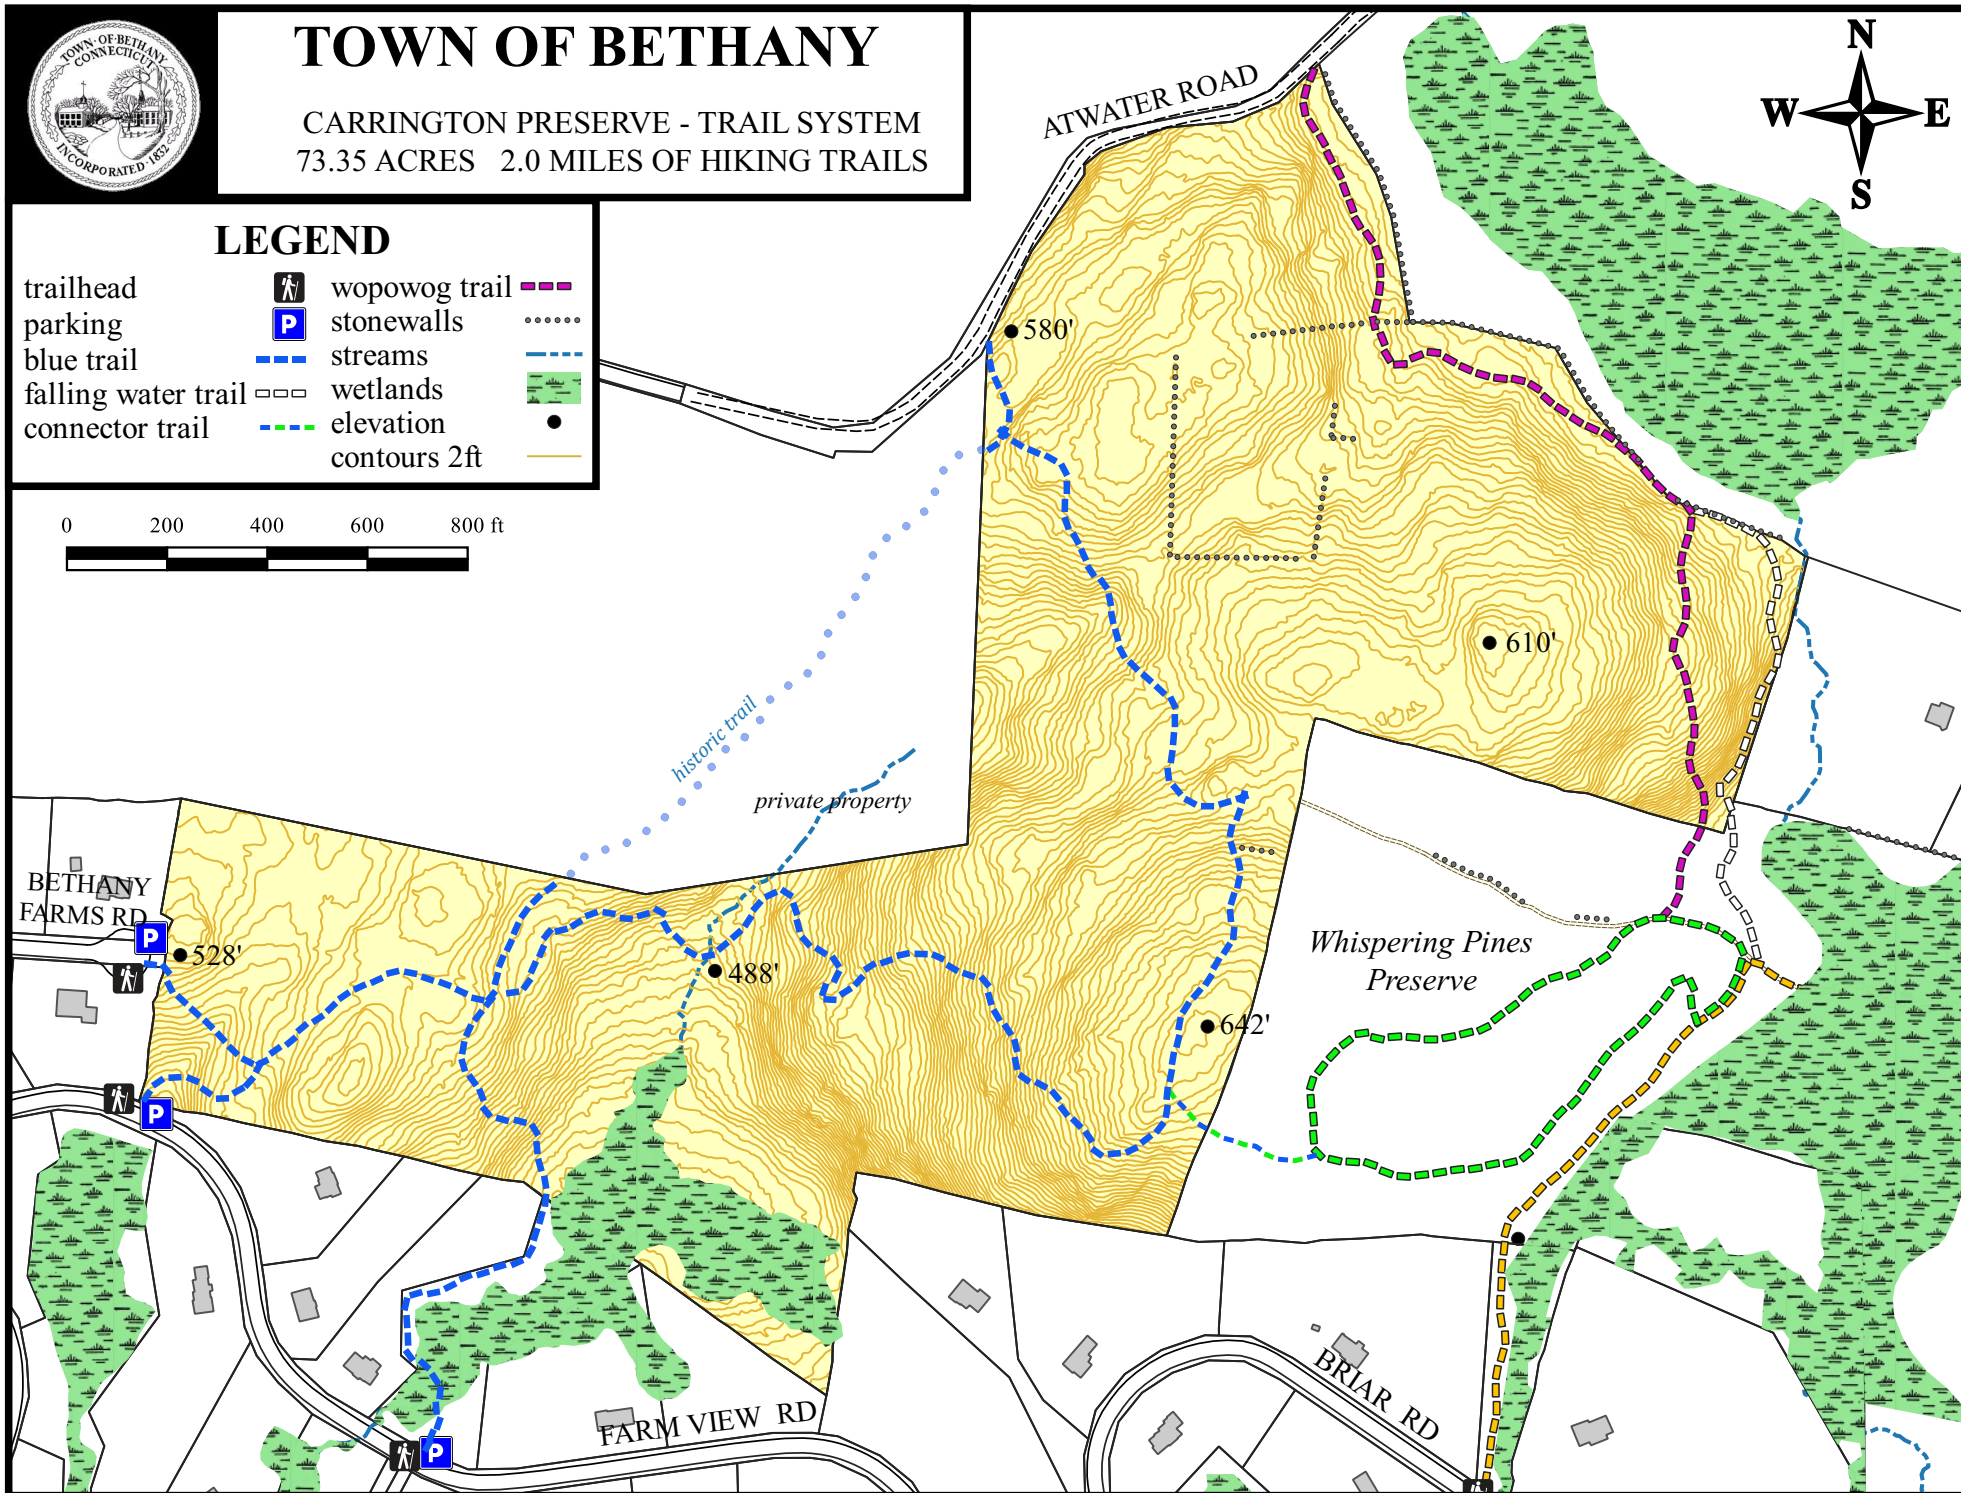 TOWN OF BETHANY
CARRINGTON PRESERVE - TRAIL SYSTEM
73.35 ACRES 2.0 MILES OF HIKING TRAILS
TOWN·OF·BETHANY
CONNECTICUT
INCORPORATED·1832
LEGEND
trailhead
parking
P
blue trail
falling water trail
connector trail
wopowog trail
stonewalls
streams
wetlands
elevation
contours 2ft
0 200 400 600 800 ft
N
W E
S
ATWATER ROAD
580'
610'
historic trail
private property
BETHANY
FARMS RD
P
528'
488'
642'
Whispering Pines
Preserve
P
BRIAR RD
FARM VIEW RD
P